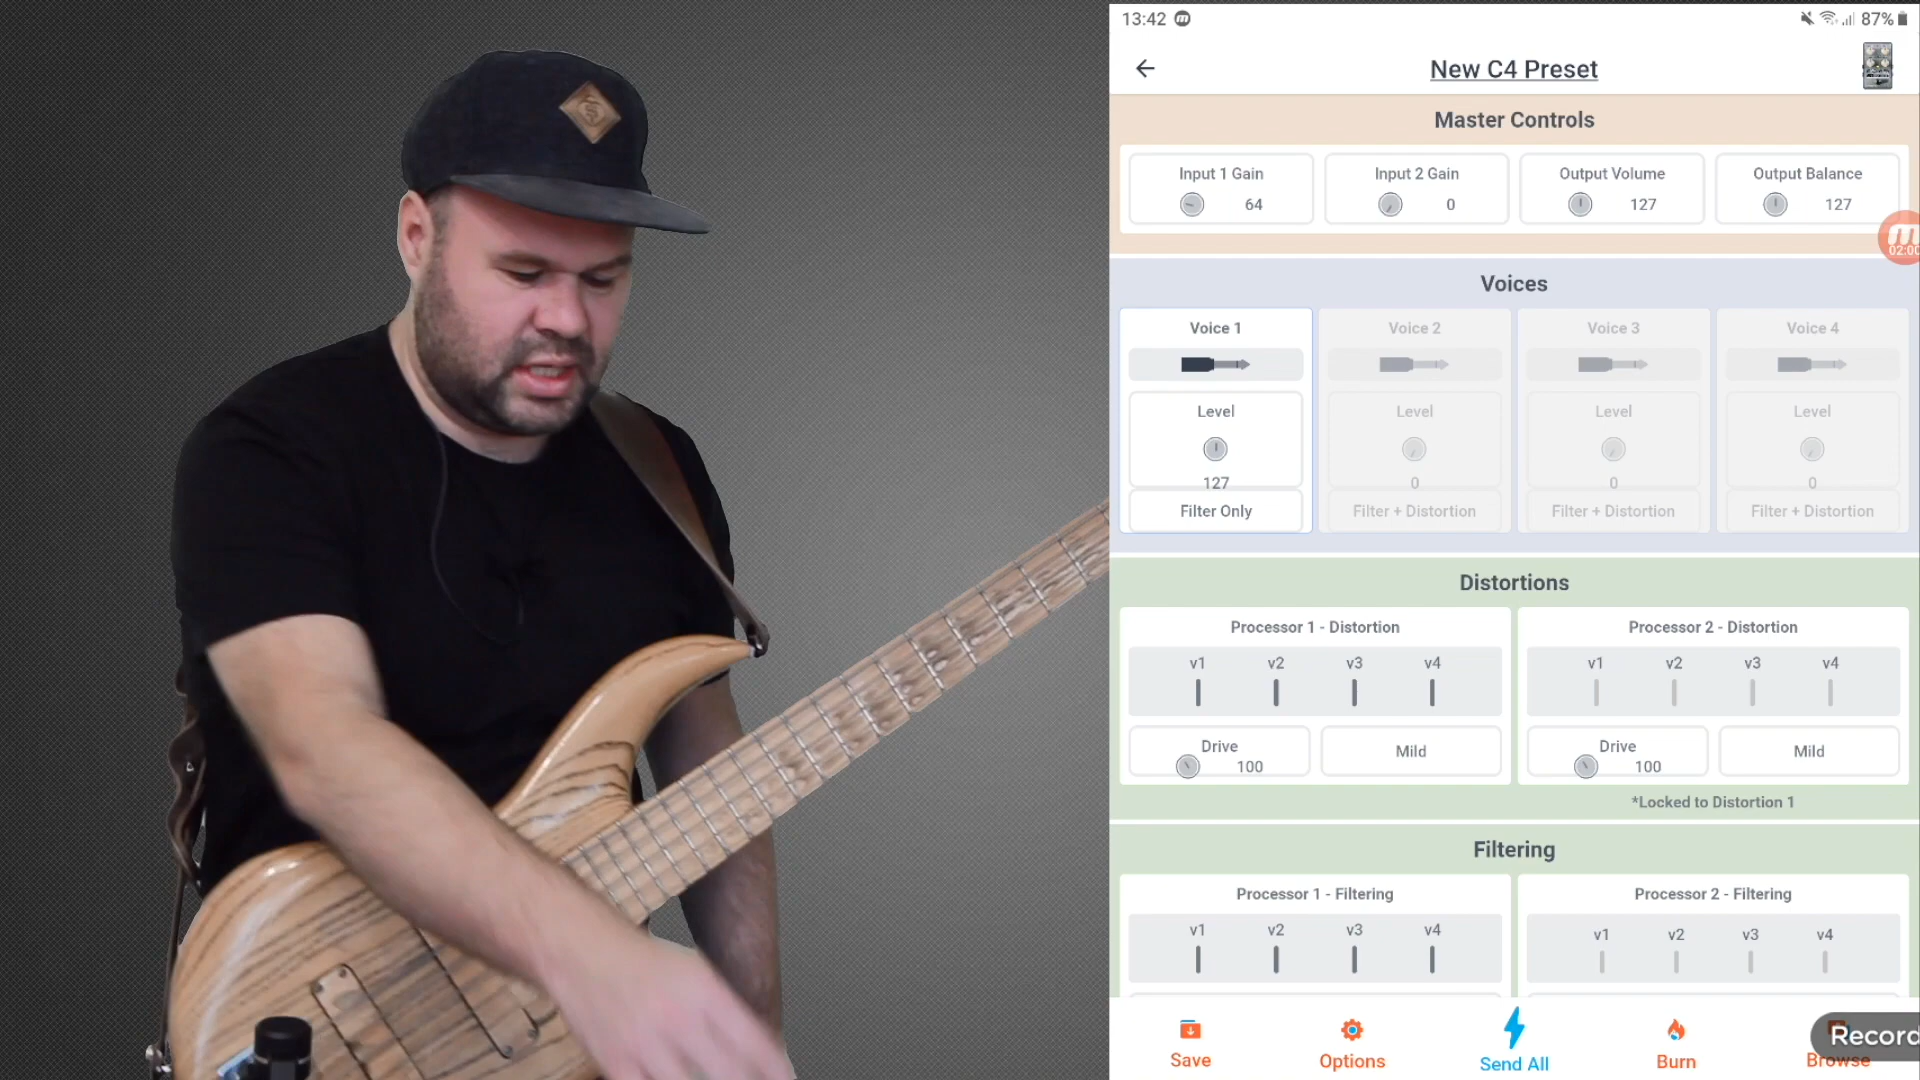 13:42 87%
New C4 Preset
Master Controls
Input 1 Gain Input 2 Gain Output Volume Output Balance
64 0 127 127
02:00
Voices
Voice 1 Voice 2 Voice 3 Voice 4
Level Level Level Level
127 0 0 0
Filter Only Filter + Distortion Filter + Distortion Filter + Distortion
Distortions
Processor 1 - Distortion Processor 2 - Distortion
v1 v2 v3 v4 v1 v2 v3 v4
Drive Mild Drive Mild
100 100
*Locked to Distortion 1
Filtering
Processor 1 - Filtering Processor 2 - Filtering
v1 v2 v3 v4 v1 v2 v3 v4
Record
Save Options Send All Burn Browse